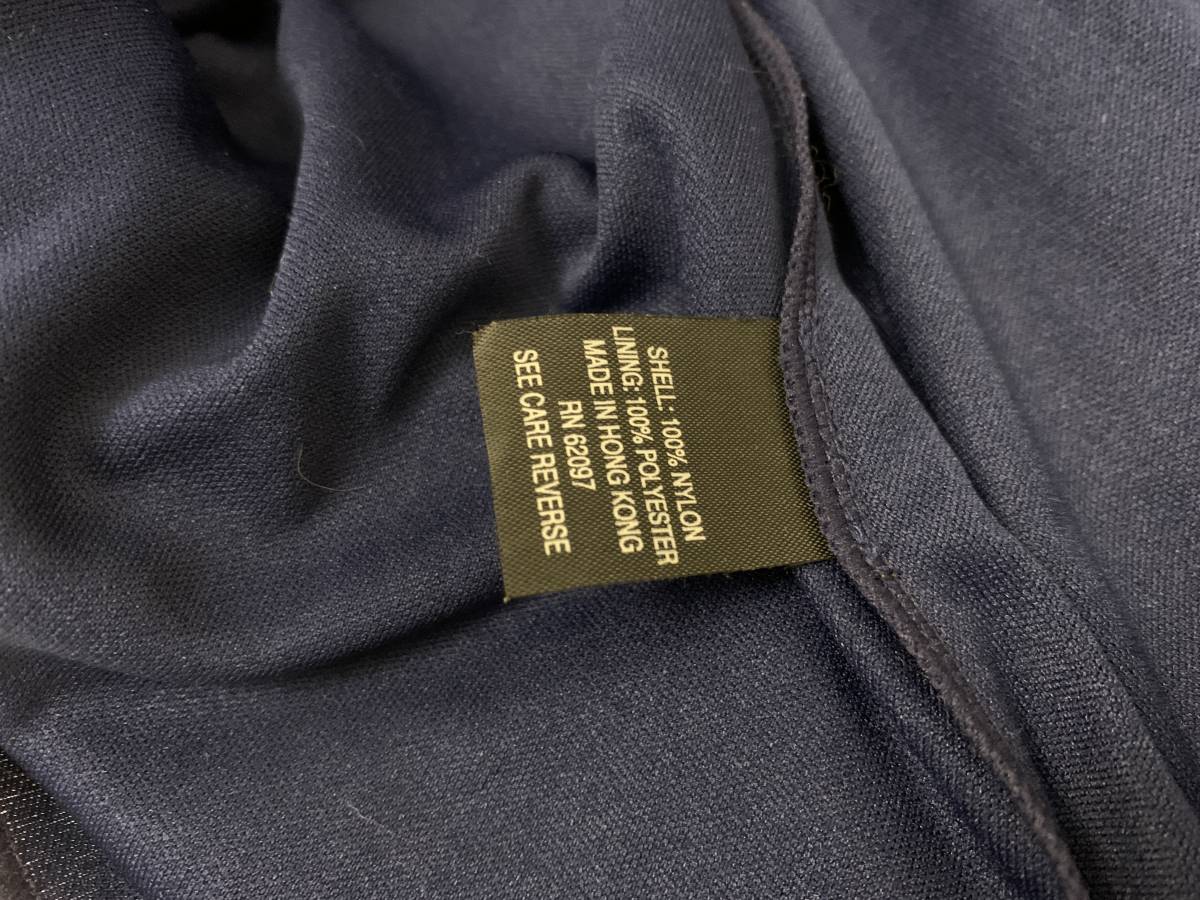 SHELL: 100% NYLON
LINING: 100% POLYESTER
MADE IN HONG KONG
RN 62097
SEE CARE REVERSE